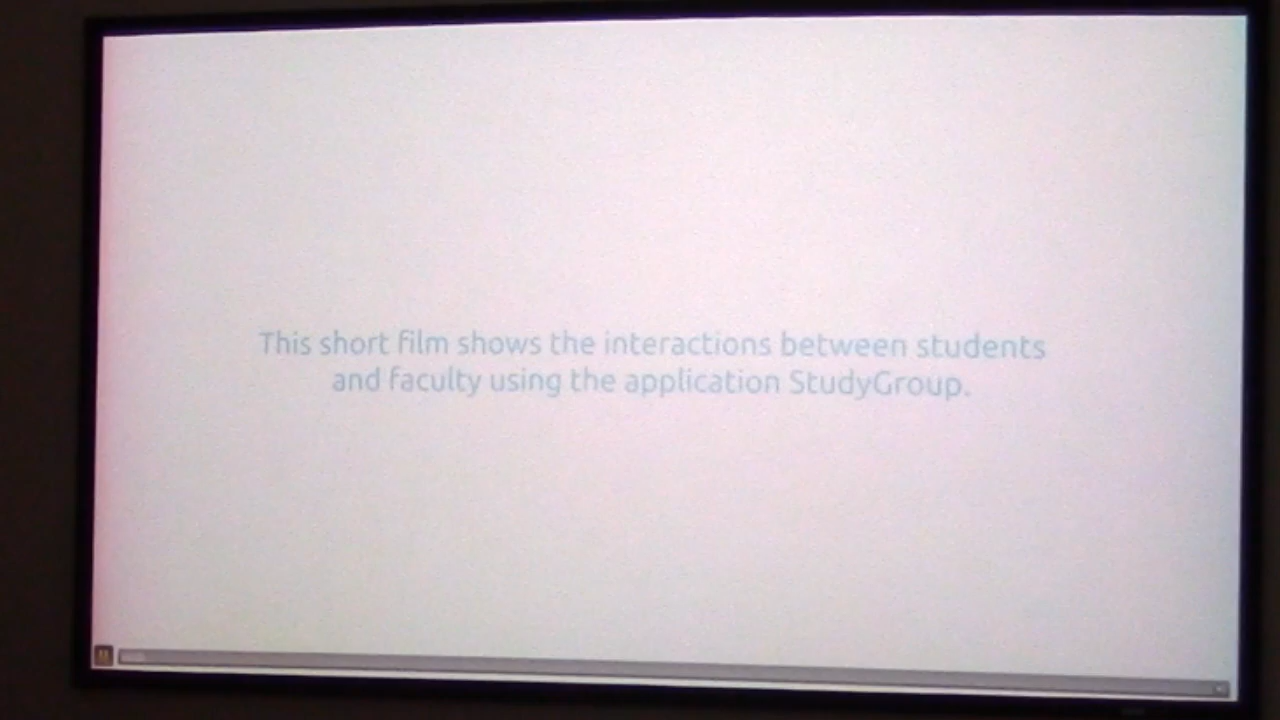 This short film shows the interactions between students
and faculty using the application StudyGroup.